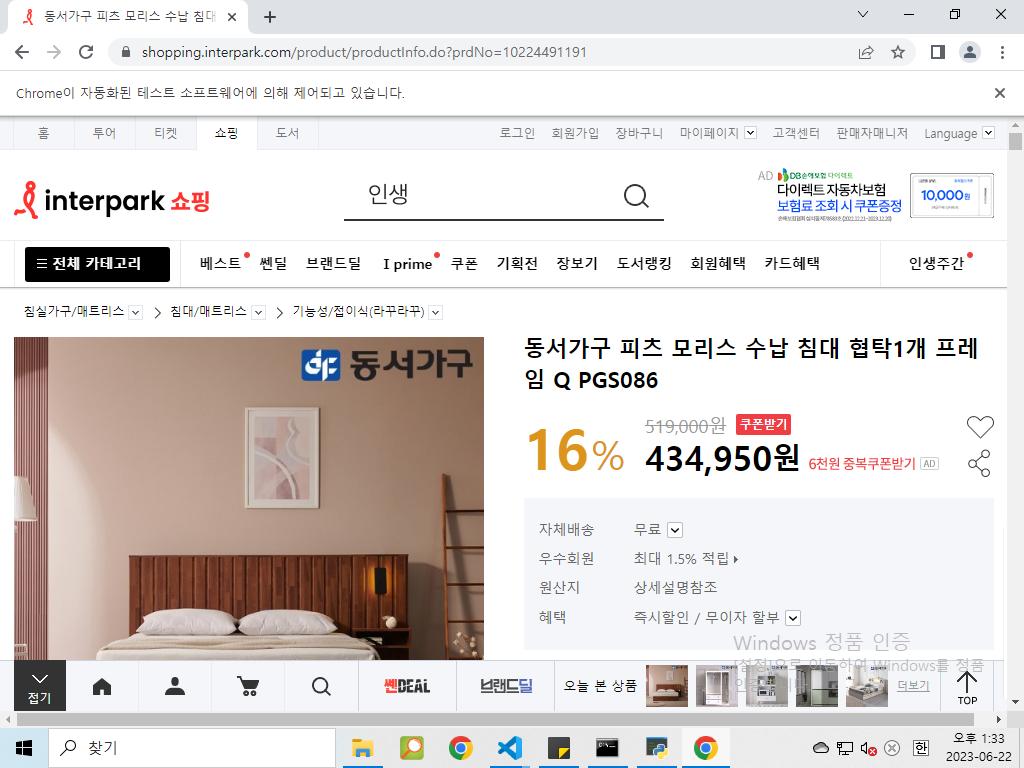 동서가구 피츠 모리스 수납 침대
shopping.interpark.com/product/productInfo.do?prdNo=10224491191
Chrome이 자동화된 테스트 소프트웨어에 의해 제어되고 있습니다.
홈 투어 티켓 쇼핑 도서 로그인 회원가입 장바구니 마이페이지 고객센터 판매자매니저 Language
interpark 쇼핑 인생
AD DB손해보험 다이렉트
다이렉트 자동차보험
보험료 조회 시 쿠폰증정
10,000원
전체 카테고리 베스트 쎈딜 브랜드딜 I prime 쿠폰 기획전 장보기 도서랭킹 회원혜택 카드혜택 인생주간
침실가구/매트리스 침대/매트리스 기능성/접이식(라꾸라꾸)
동서가구
동서가구 피츠 모리스 수납 침대 협탁1개 프레
임 Q PGS086
519,000원 쿠폰받기
16% 434,950원 6천원 중복쿠폰받기 AD
자체배송 무료
우수회원 최대 1.5% 적립
원산지 상세설명참조
혜택 즉시할인 / 무이자 할부
Windows 정품 인증
[설정]으로 이동하여 Windows를 정품
접기 쎈DEAL 브랜드딜 오늘 본 상품 더보기 TOP
찾기
오후 1:33
한
2023-06-22